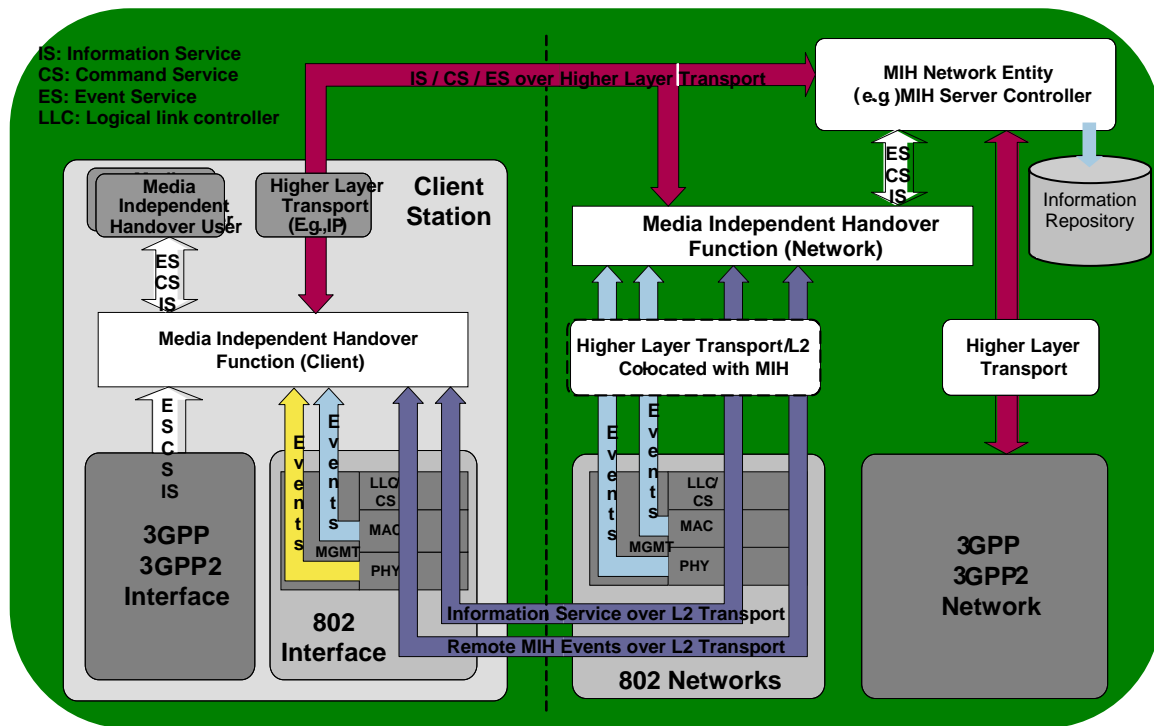 IS: Information Service
CS: Command Service
ES: Event Service
LLC: Logical link controller
IS / CS / ES over Higher Layer Transport
MIH Network Entity
(e.g.)MIH Server Controller
Media
Independent
Handover User
Higher Layer
Transport
(E.g.,IP)
Client
Station
ES
CS
IS
Information
Repository
Media Independent Handover
Function (Network)
ES
CS
IS
Media Independent Handover
Function (Client)
Higher Layer Transport/L2
Colocated with MIH
Higher Layer
Transport
E
S
C
S
IS
Events
Events
Events
Events
LLC/
CS
MAC
MGMT
PHY
LLC/
CS
MAC
MGMT
PHY
3GPP
3GPP2
Interface
802
Interface
Information Service over L2 Transport
Remote MIH Events over L2 Transport
802 Networks
3GPP
3GPP2
Network